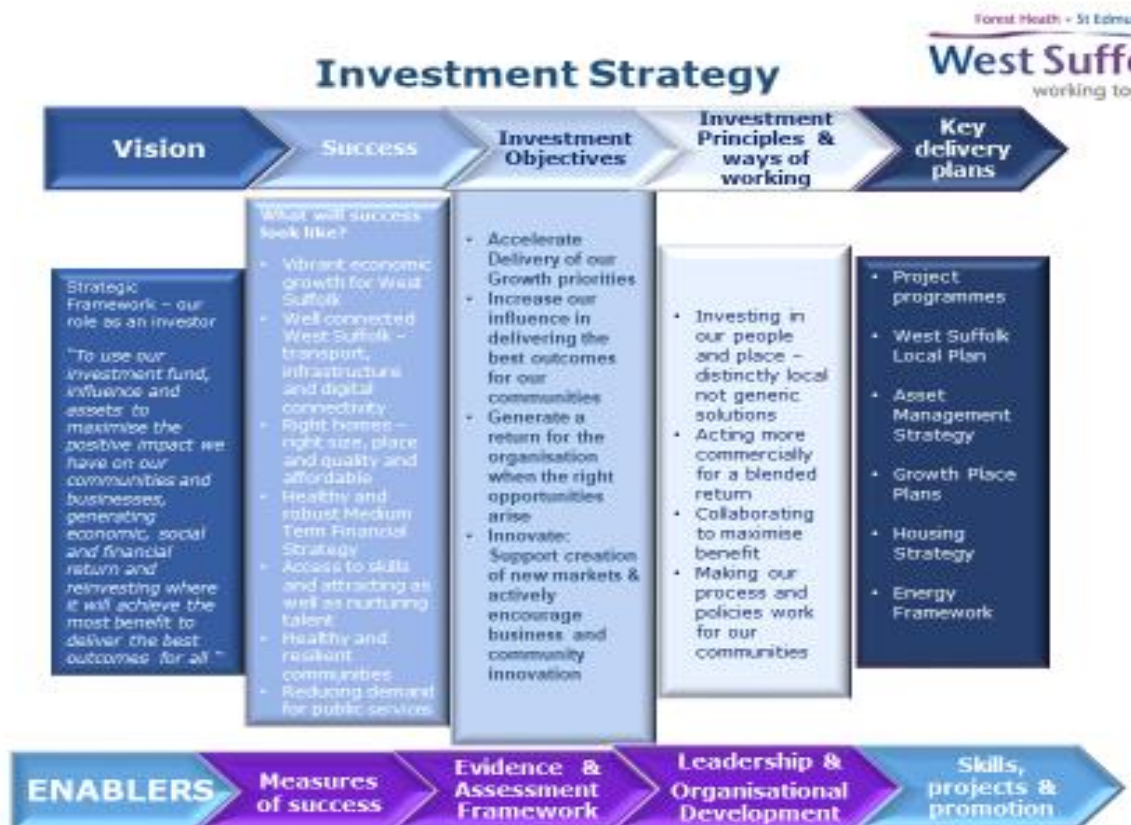 Forest Heath - St Edmu
West Suffo
working to
Investment Strategy
Vision
Success
Investment
Objectives
Investment
Principles &
ways of
working
Key
delivery
plans
Strategic
Framework – our
role as an investor
"To use our
investment fund,
influence and
assets to
maximise the
positive impact we
have on our
communities and
businesses,
generating
economic, social
and financial
return and
reinvesting where
it will achieve the
most benefit to
deliver the best
outcomes for all "
What will success
look like?
• Vibrant economic
growth for West
Suffolk
• Well connected
West Suffolk –
transport,
infrastructure
and digital
connectivity
• Right homes –
right size, place
and quality and
affordable
• Healthy and
robust Medium
Term Financial
Strategy
• Access to skills
and attracting as
well as nurturing
talent
• Healthy and
resilient
communities
• Reducing demand
for public services
• Accelerate
Delivery of our
Growth priorities
• Increase our
influence in
delivering the
best outcomes
for our
communities
• Generate a
return for the
organisation
when the right
opportunities
arise
• Innovate:
Support creation
of new markets &
actively
encourage
business and
community
innovation
• Investing in
our people
and place –
distinctly local
not generic
solutions
• Acting more
commercially
for a blended
return
• Collaborating
to maximise
benefit
• Making our
process and
policies work
for our
communities
• Project
programmes
• West Suffolk
Local Plan
• Asset
Management
Strategy
• Growth Place
Plans
• Housing
Strategy
• Energy
Framework
ENABLERS
Measures
of success
Evidence &
Assessment
Framework
Leadership &
Organisational
Development
Skills,
projects &
promotion